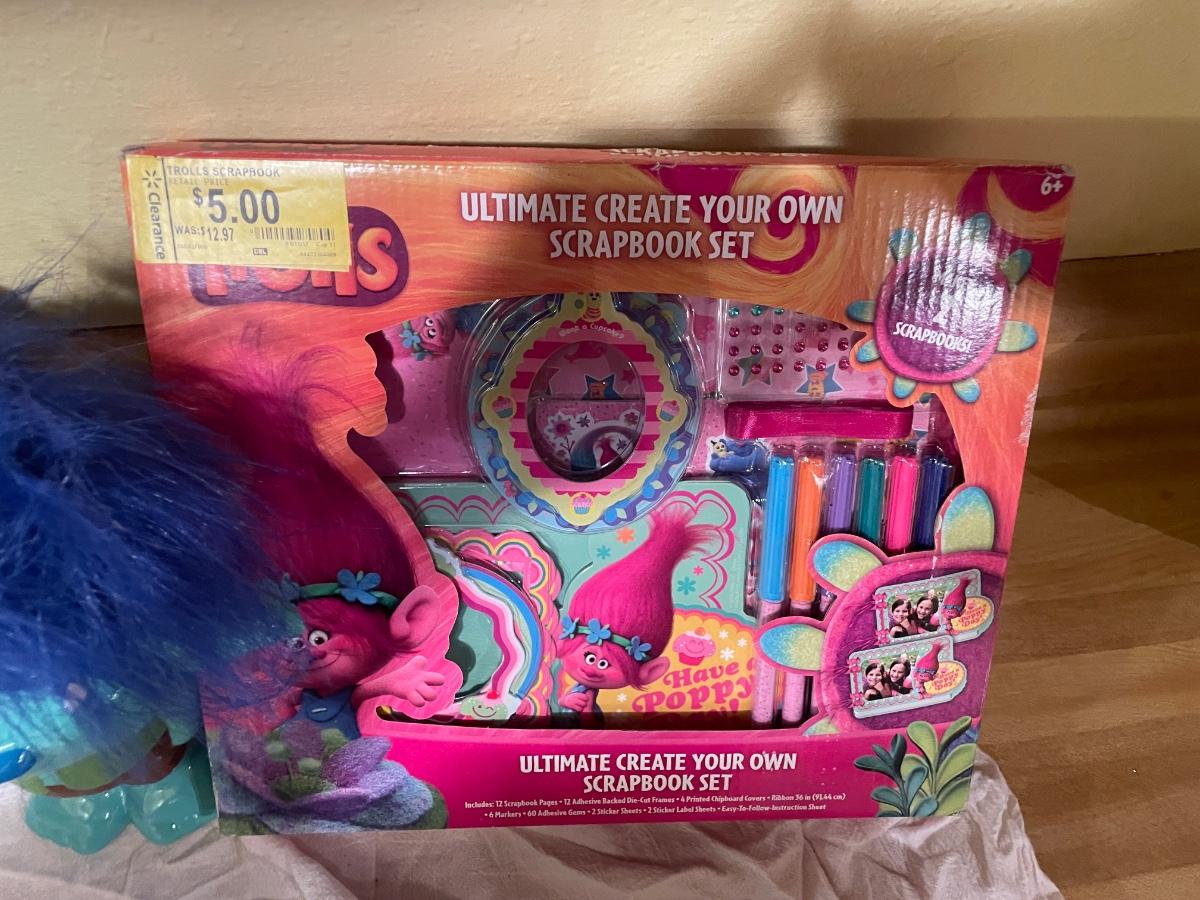 SCRAPBOOK SET
TROLLS SCRAPBOOK
RETAIL PRICE
$5.00
WAS:$12.97
Clearance
Trolls
ULTIMATE CREATE YOUR OWN
SCRAPBOOK SET
6+
SCRAPBOOKS!
Have a
Poppy
ULTIMATE CREATE YOUR OWN
SCRAPBOOK SET
Includes: 12 Scrapbook Pages • 12 Adhesive Backed Die-Cut Frames • 4 Printed Chipboard Covers • Ribbon 36 in (91.44 cm)
• 6 Markers • 60 Adhesive Gems • 2 Sticker Sheets • 2 Sticker Label Sheets • Easy-To-Follow-Instruction Sheet